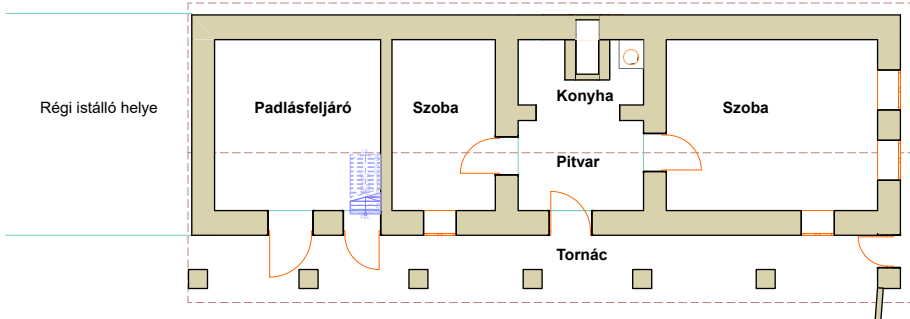 Régi istálló helye
Padlásfeljáró
Szoba
Konyha
Szoba
Pitvar
Tornác